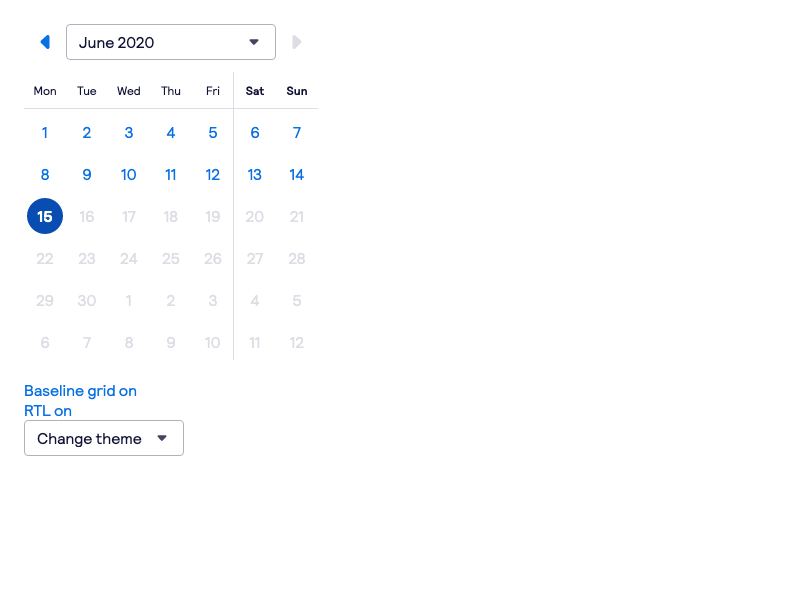 June 2020
Mon Tue Wed Thu Fri Sat Sun
1 2 3 4 5 6 7
8 9 10 11 12 13 14
15 16 17 18 19 20 21
22 23 24 25 26 27 28
29 30 1 2 3 4 5
6 7 8 9 10 11 12
Baseline grid on
RTL on
Change theme